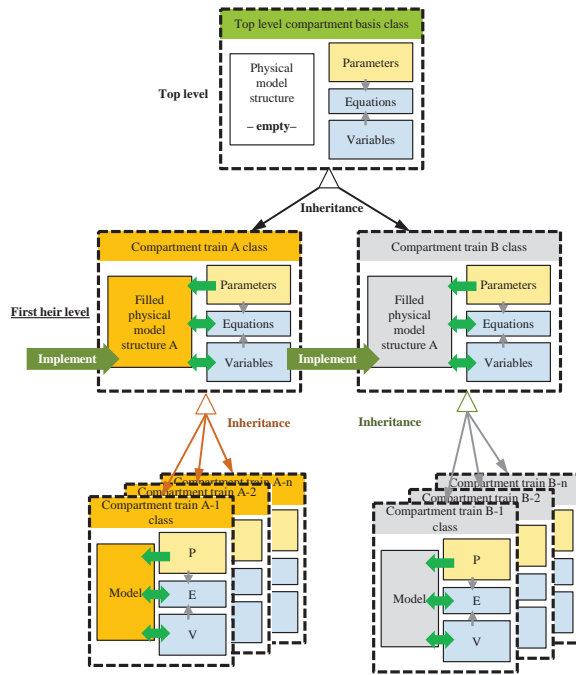 Top level compartment basis class
Top level
Physical
model
structure
– empty–
Parameters
Equations
Variables
Inheritance
Compartment train A class
First heir level
Filled
physical
model
structure A
Parameters
Equations
Variables
Implement
Compartment train B class
Filled
physical
model
structure A
Parameters
Equations
Variables
Implement
Inheritance
Inheritance
Compartment train A-n
Compartment train A-2
Compartment train A-1
class
Model
P
E
V
Compartment train B-n
Compartment train B-2
Compartment train B-1
class
Model
P
E
V